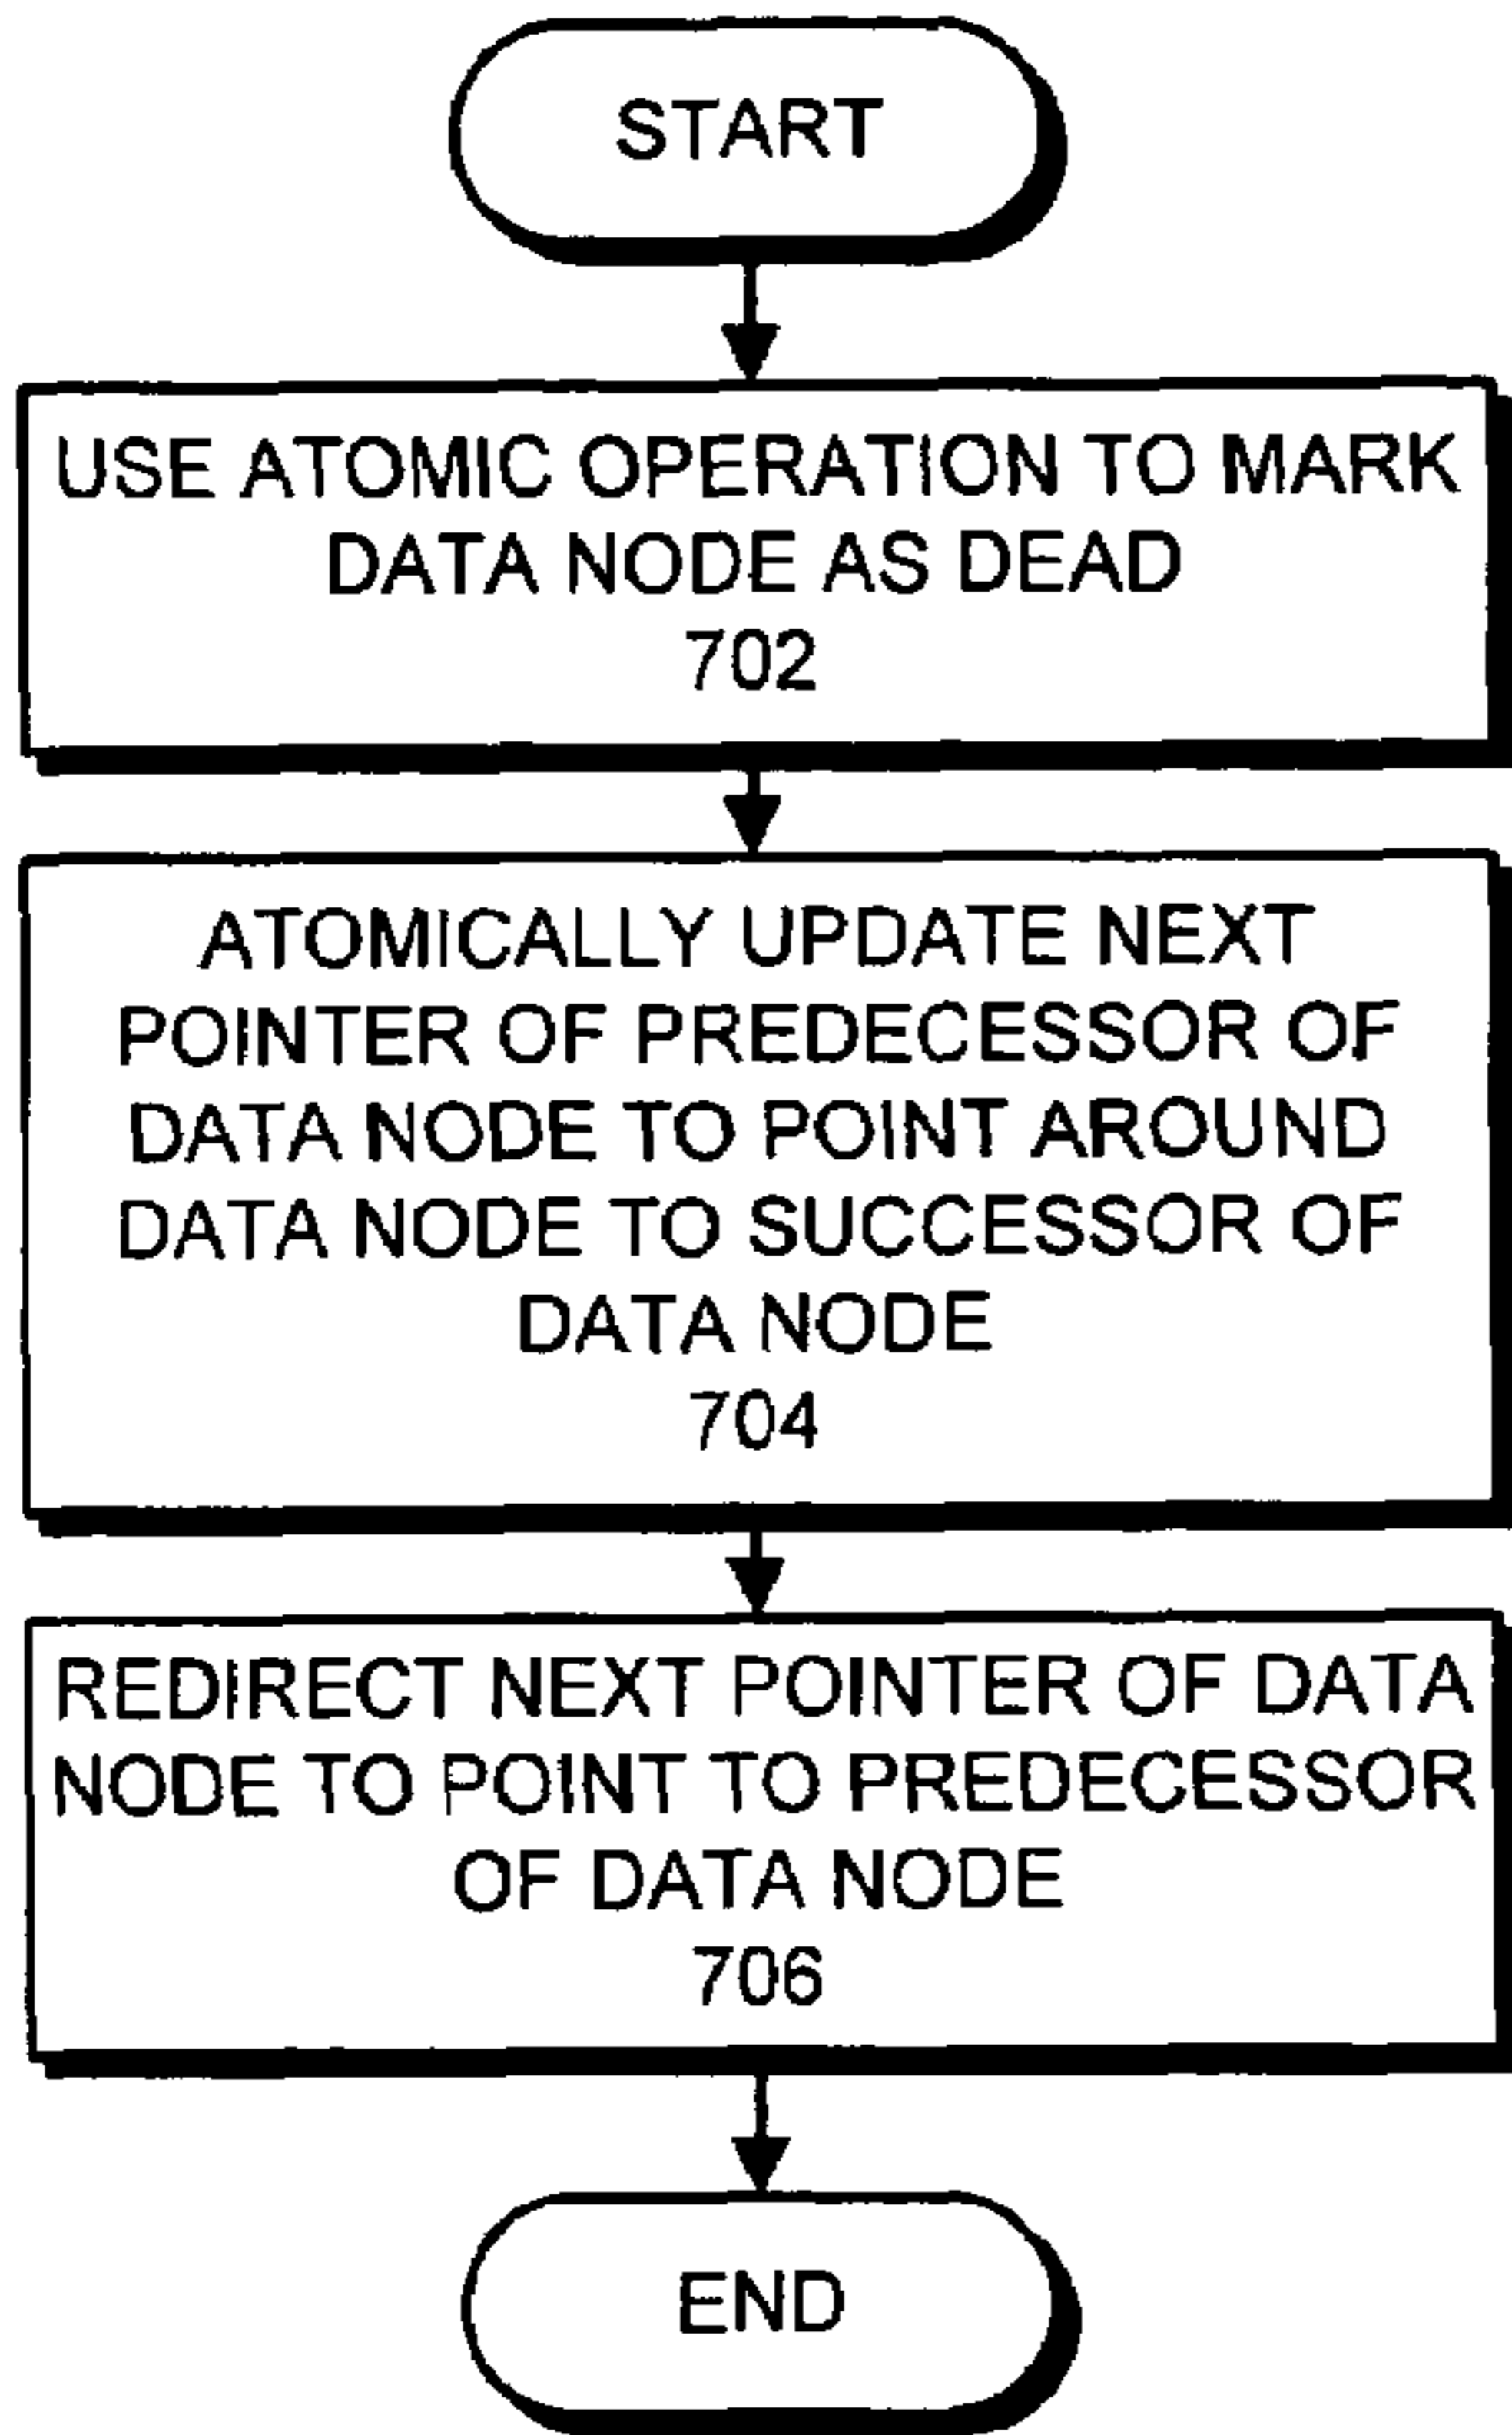 START
USE ATOMIC OPERATION TO MARK
DATA NODE AS DEAD
702
ATOMICALLY UPDATE NEXT
POINTER OF PREDECESSOR OF
DATA NODE TO POINT AROUND
DATA NODE TO SUCCESSOR OF
DATA NODE
704
REDIRECT NEXT POINTER OF DATA
NODE TO POINT TO PREDECESSOR
OF DATA NODE
706
END